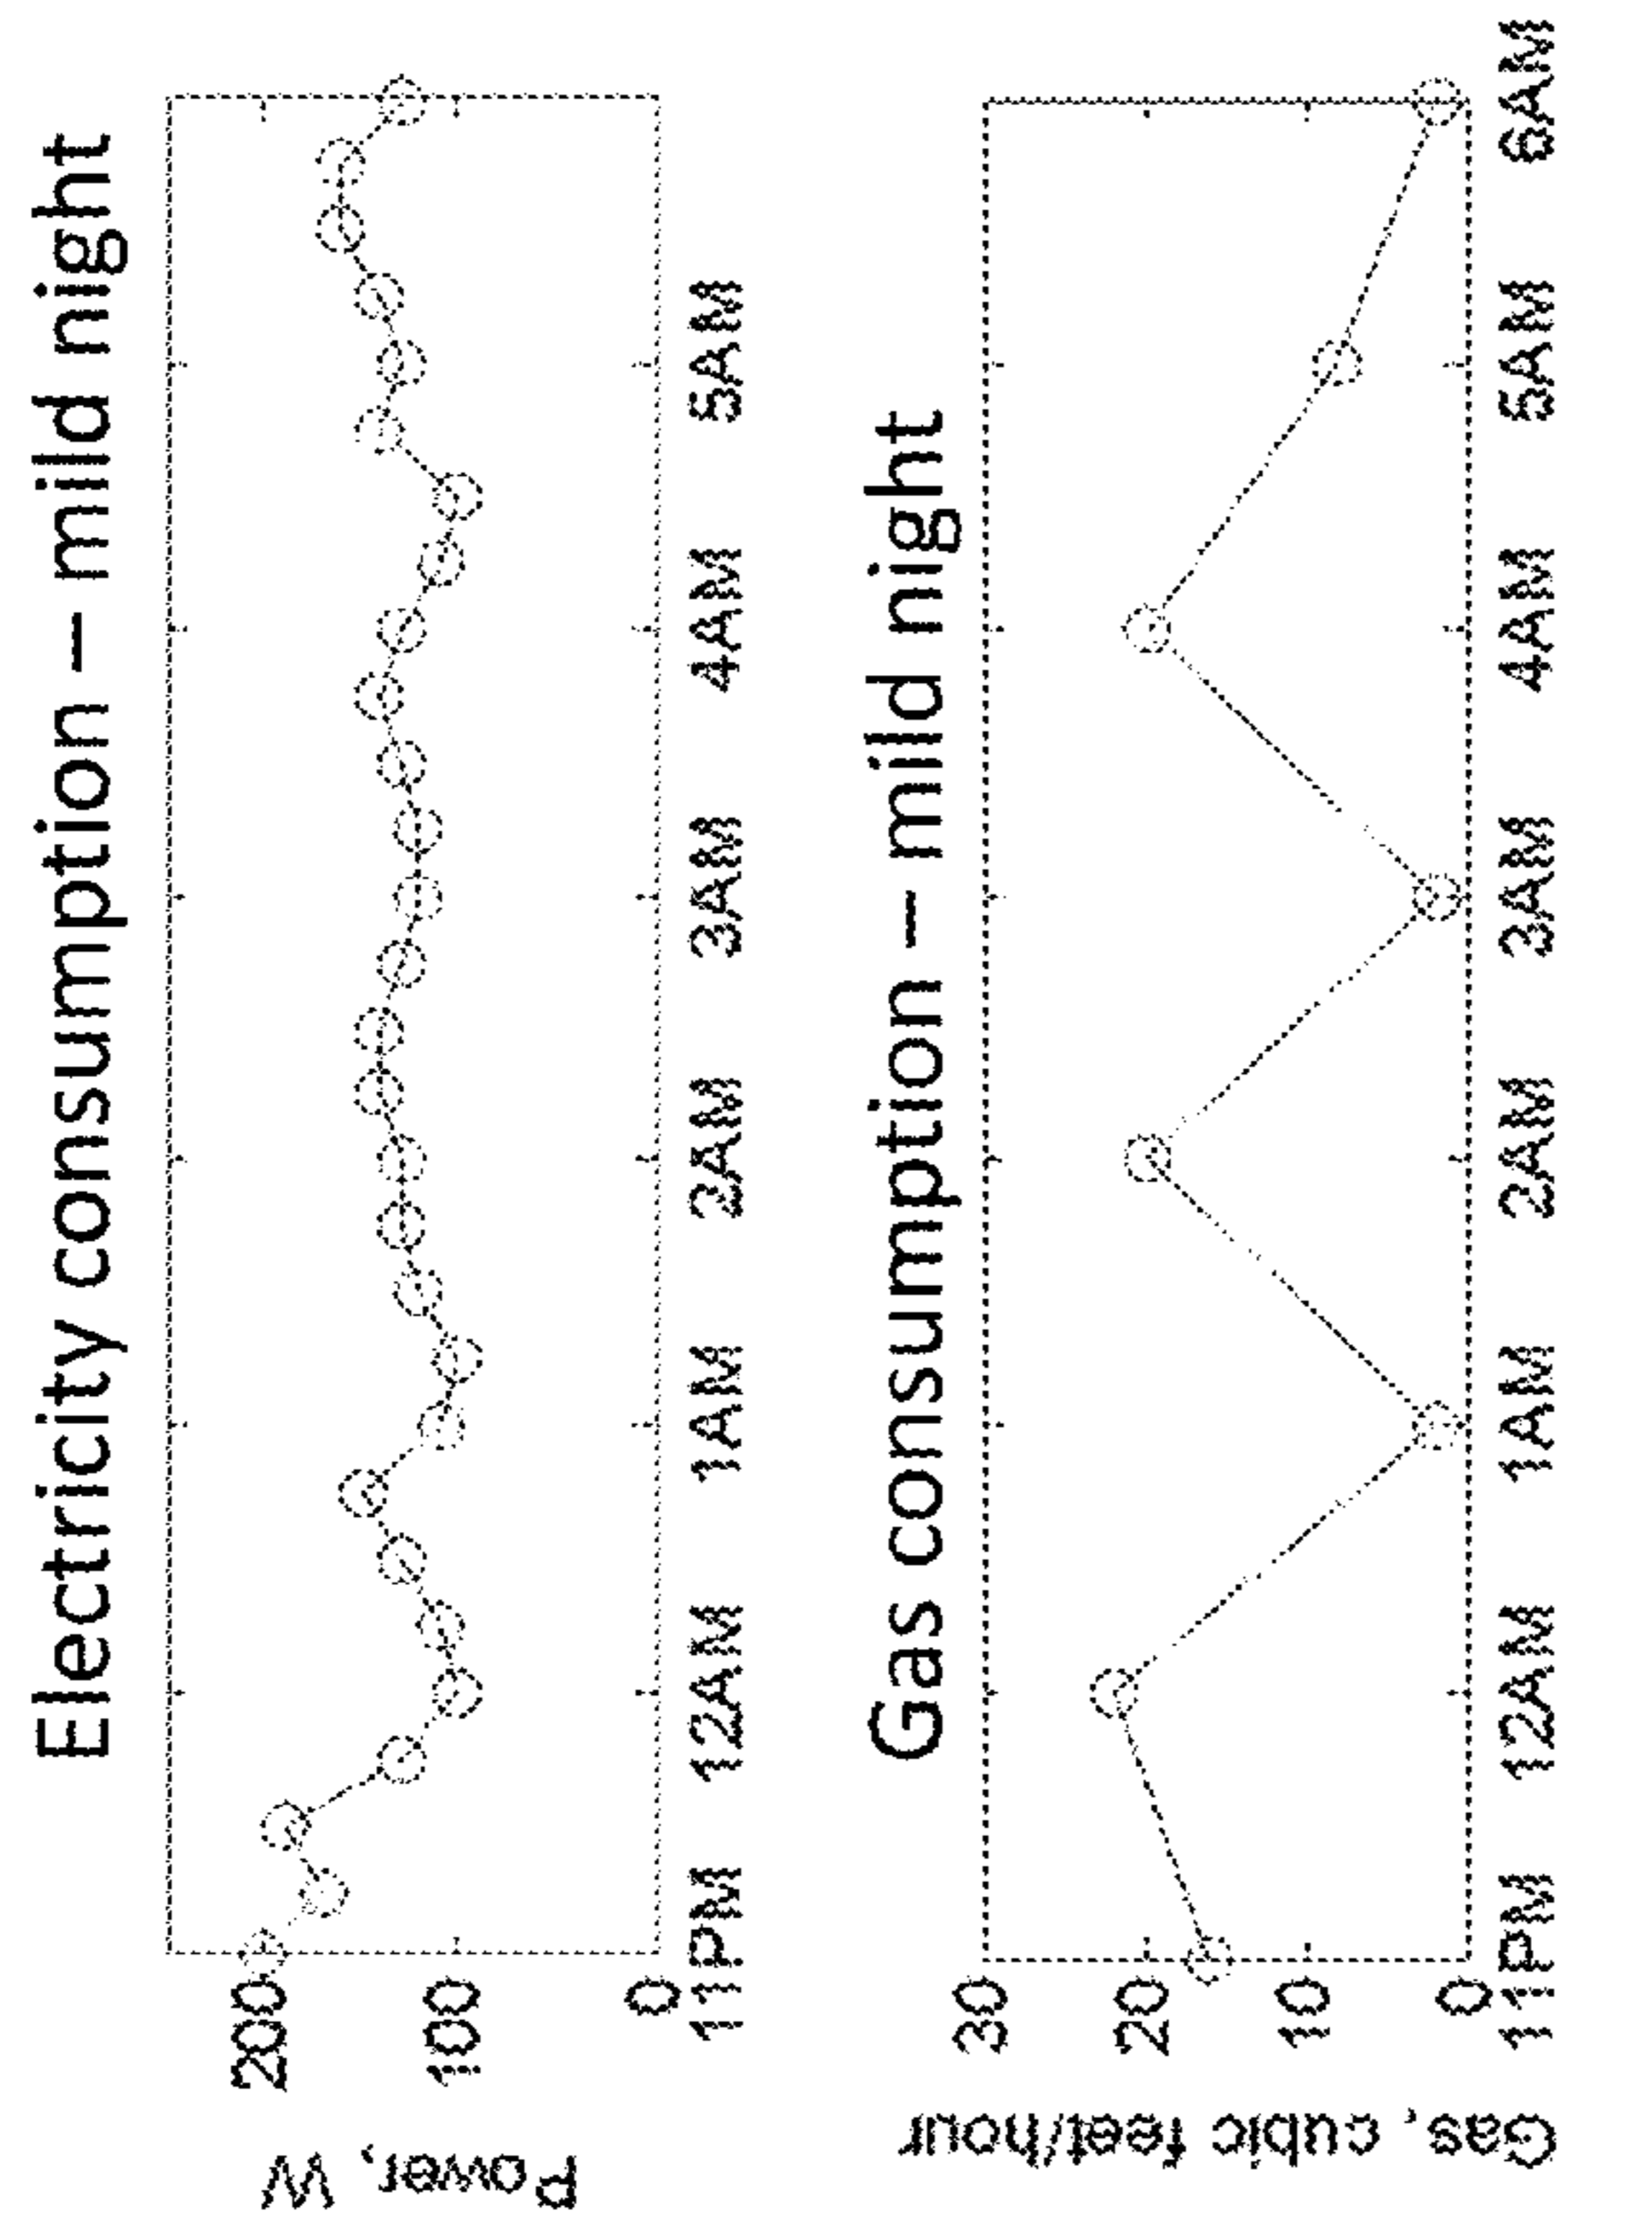 Electricity consumption – mild night
Power, W
200
100
0
11PM 12AM 1AM 2AM 3AM 4AM 5AM
Gas consumption – mild night
Gas, cubic feet/hour
30
20
10
0
11PM 12AM 1AM 2AM 3AM 4AM 5AM 6AM